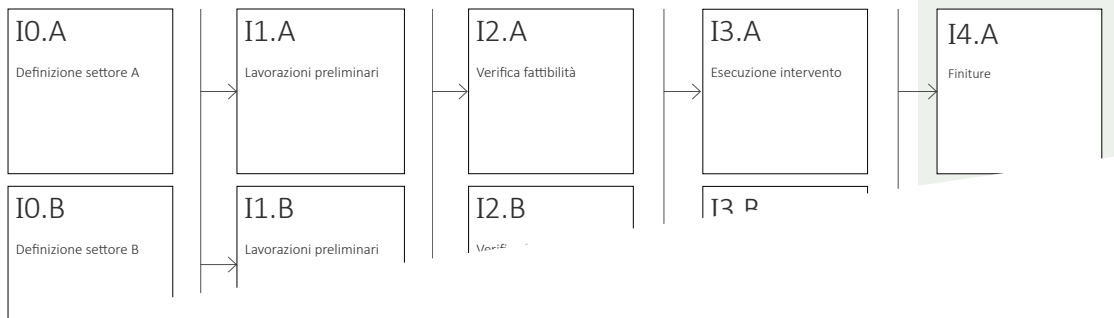 I0.A
Definizione settore A
I1.A
Lavorazioni preliminari
I2.A
Verifica fattibilità
I3.A
Esecuzione intervento
I4.A
Finiture
I0.B
Definizione settore B
I1.B
Lavorazioni preliminari
I2.B
I3.B